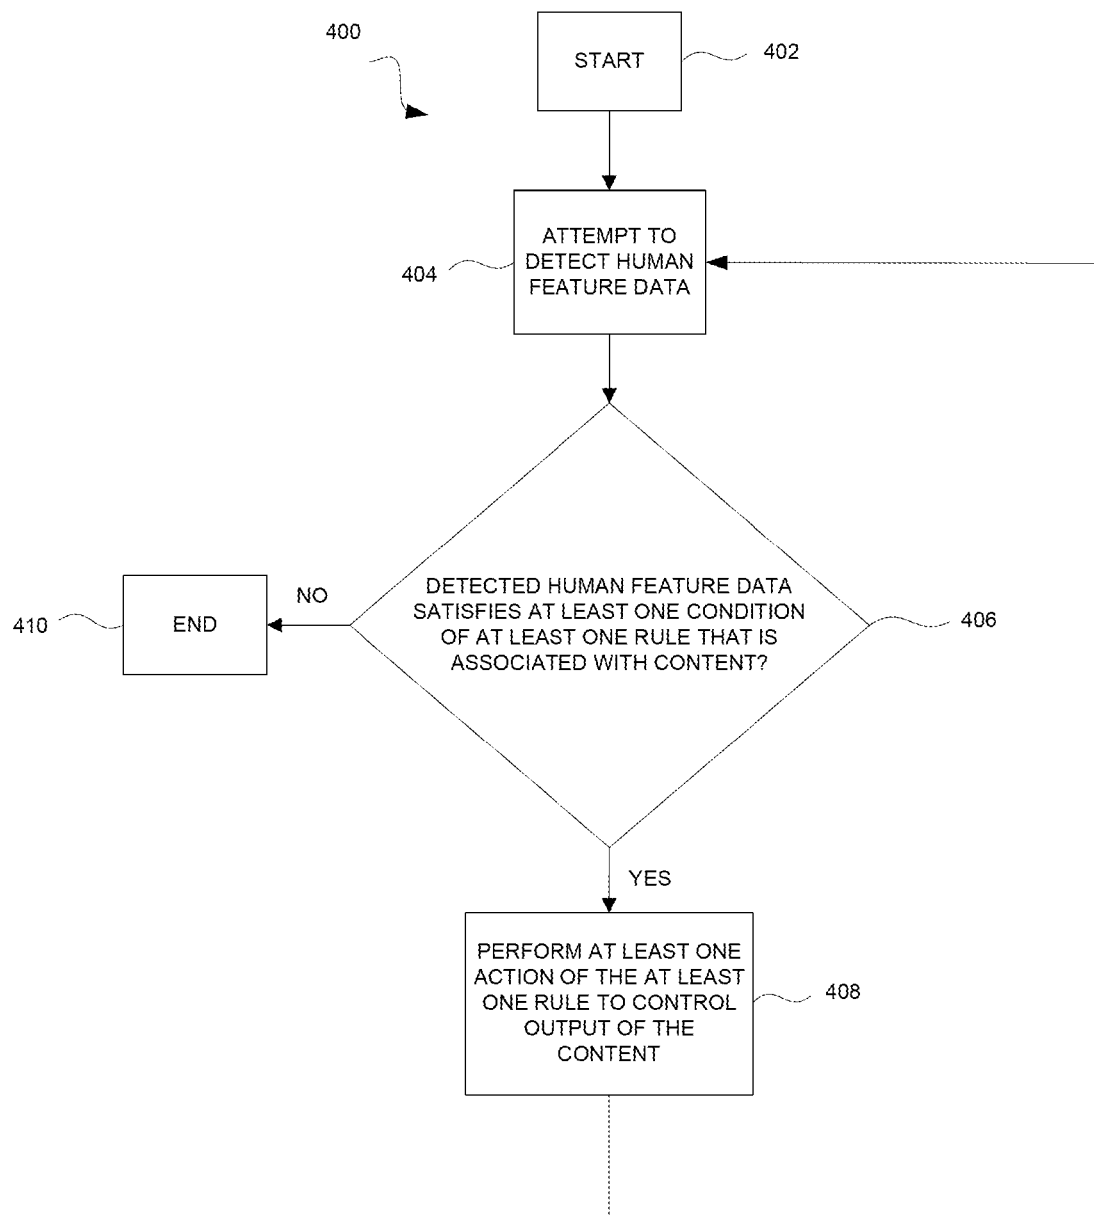 400
START
402
ATTEMPT TO
DETECT HUMAN
FEATURE DATA
404
DETECTED HUMAN FEATURE DATA
SATISFIES AT LEAST ONE CONDITION
OF AT LEAST ONE RULE THAT IS
ASSOCIATED WITH CONTENT?
406
NO
END
410
YES
PERFORM AT LEAST ONE
ACTION OF THE AT LEAST
ONE RULE TO CONTROL
OUTPUT OF THE
CONTENT
408